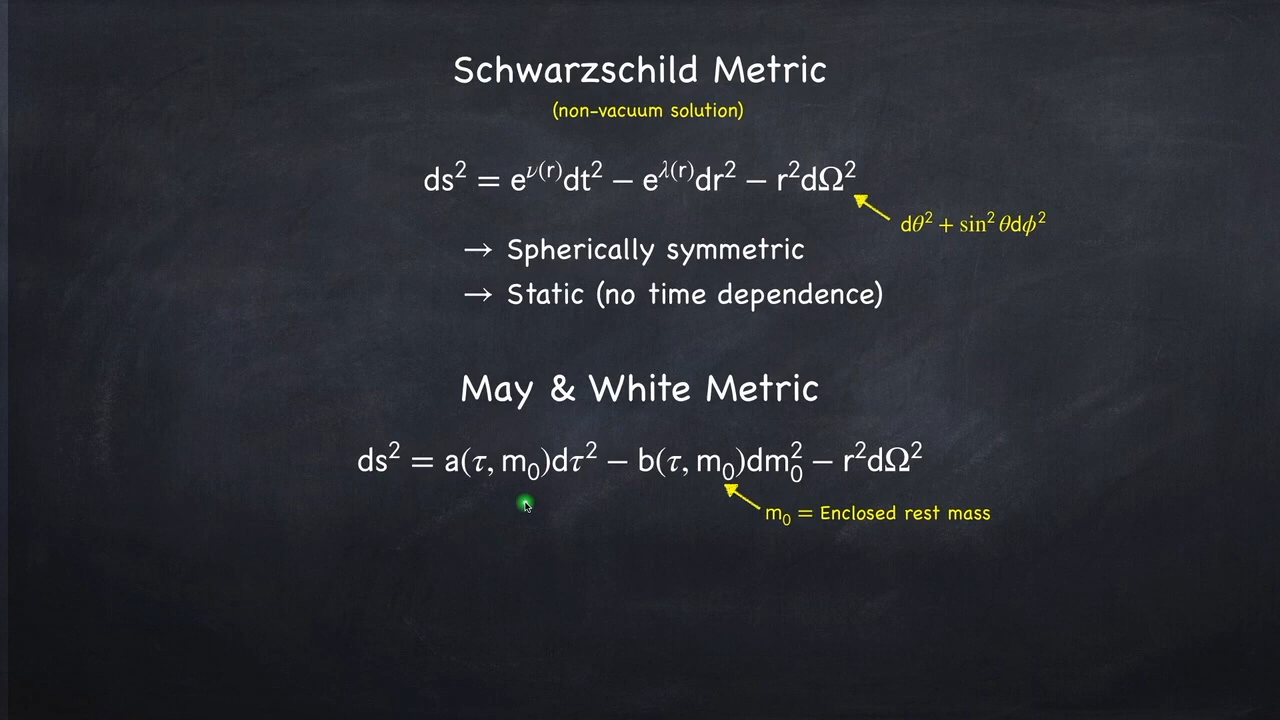 Schwarzschild Metric
(non-vacuum solution)
ds² = e^ν(r)dt² − e^λ(r)dr² − r²dΩ²
dθ² + sin² θdϕ²
→ Spherically symmetric
→ Static (no time dependence)
May & White Metric
ds² = a(τ, m₀)dτ² − b(τ, m₀)dm₀² − r²dΩ²
m₀ = Enclosed rest mass